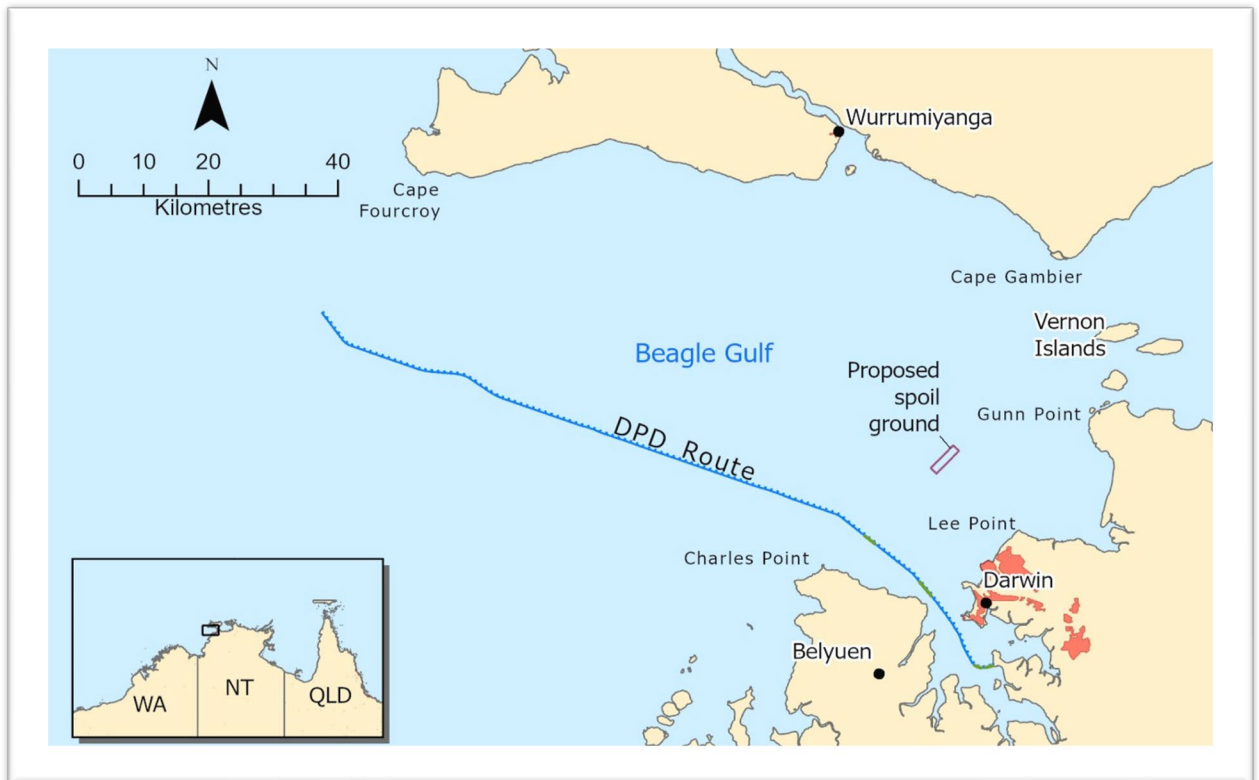 N
0 10 20 40
Kilometres
Wurrumiyanga
Cape
Fourcroy
Cape Gambier
Vernon
Islands
Beagle Gulf
Proposed
spoil
ground
Gunn Point
DPD Route
Lee Point
Charles Point
Darwin
Belyuen
WA
NT
QLD